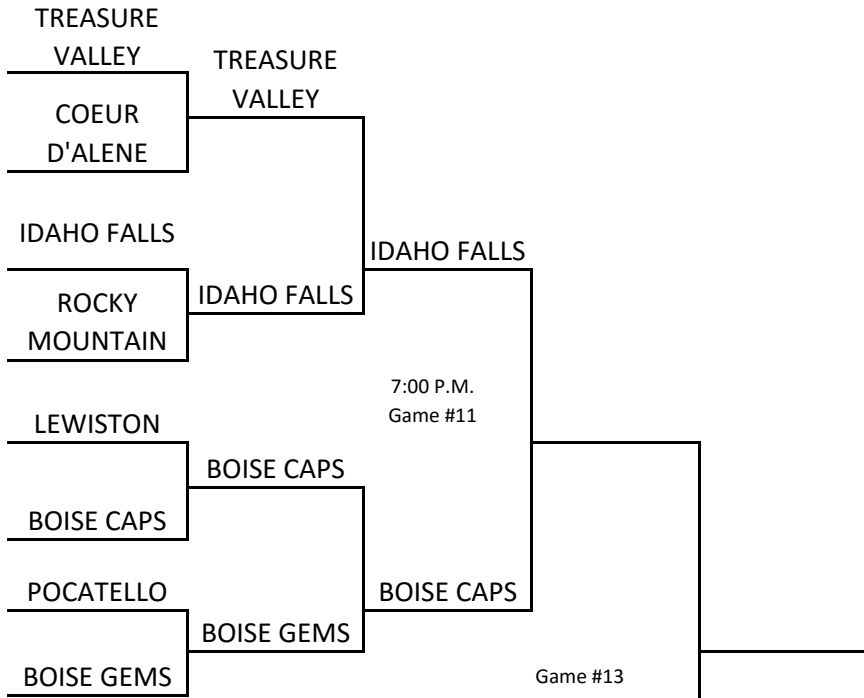 TREASURE
VALLEY
COEUR
D'ALENE
IDAHO FALLS
ROCKY
MOUNTAIN
LEWISTON
BOISE CAPS
POCATELLO
BOISE GEMS
TREASURE
VALLEY
IDAHO FALLS
BOISE CAPS
BOISE GEMS
IDAHO FALLS
7:00 P.M.
Game #11
BOISE CAPS
Game #13